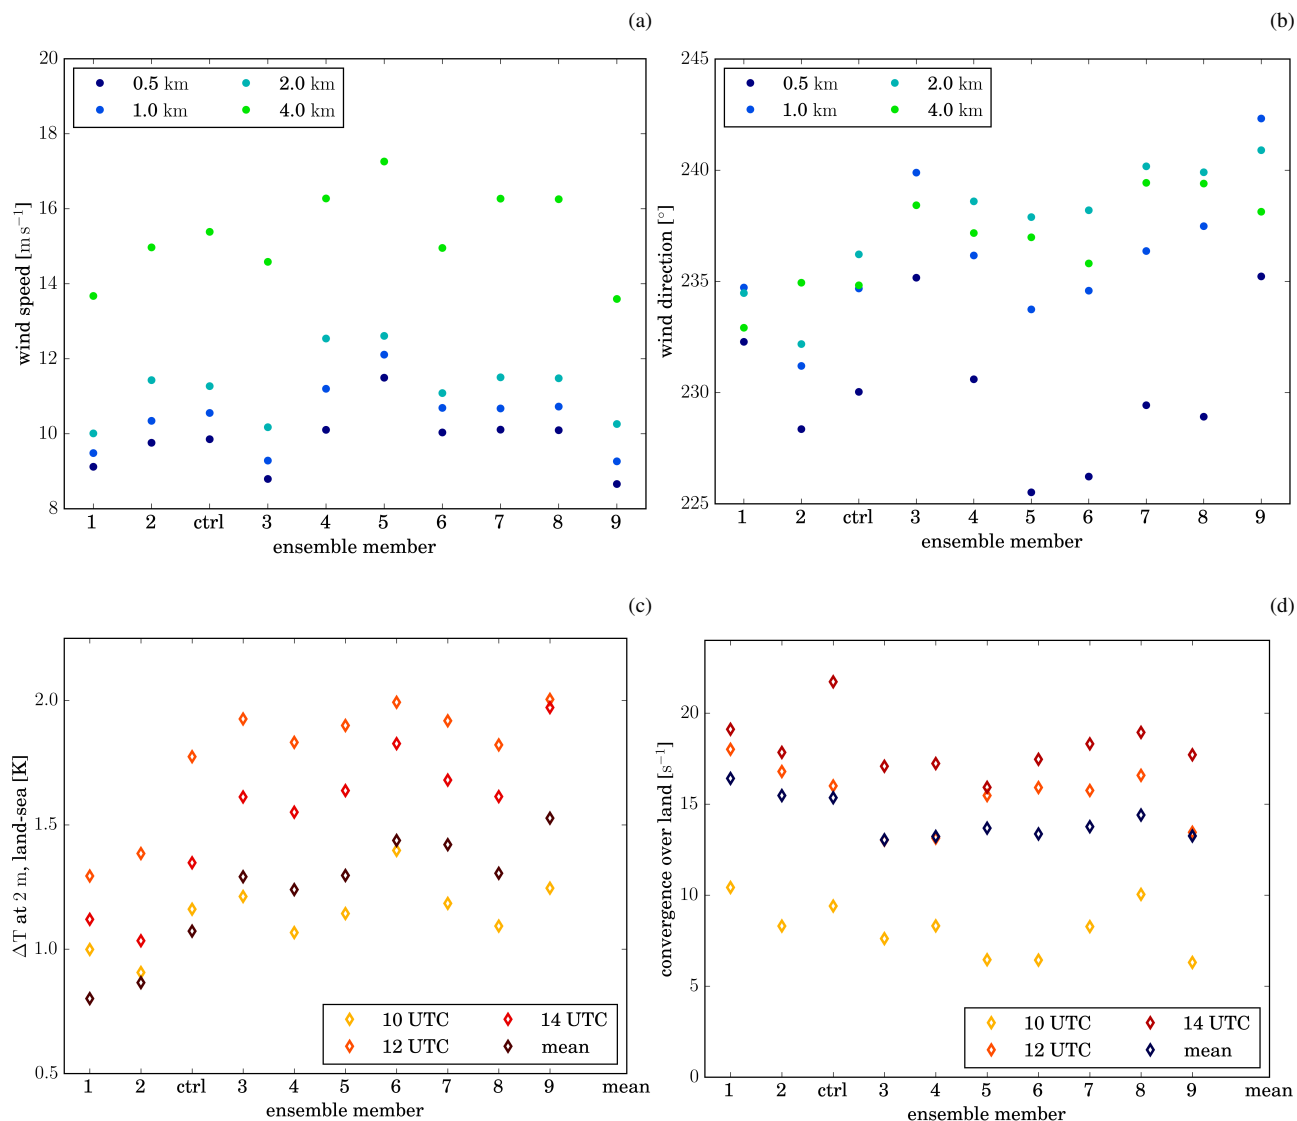 (a)
20
18
16
14
12
10
8
wind speed [m s⁻¹]
0.5 km 2.0 km
1.0 km 4.0 km
1 2 ctrl 3 4 5 6 7 8 9
ensemble member
(b)
245
240
235
230
225
wind direction [°]
0.5 km 2.0 km
1.0 km 4.0 km
1 2 ctrl 3 4 5 6 7 8 9
ensemble member
(c)
2.0
1.5
1.0
0.5
ΔT at 2 m, land-sea [K]
10 UTC 14 UTC
12 UTC mean
1 2 ctrl 3 4 5 6 7 8 9 mean
ensemble member
(d)
20
15
10
5
0
convergence over land [s⁻¹]
10 UTC 14 UTC
12 UTC mean
1 2 ctrl 3 4 5 6 7 8 9 mean
ensemble member